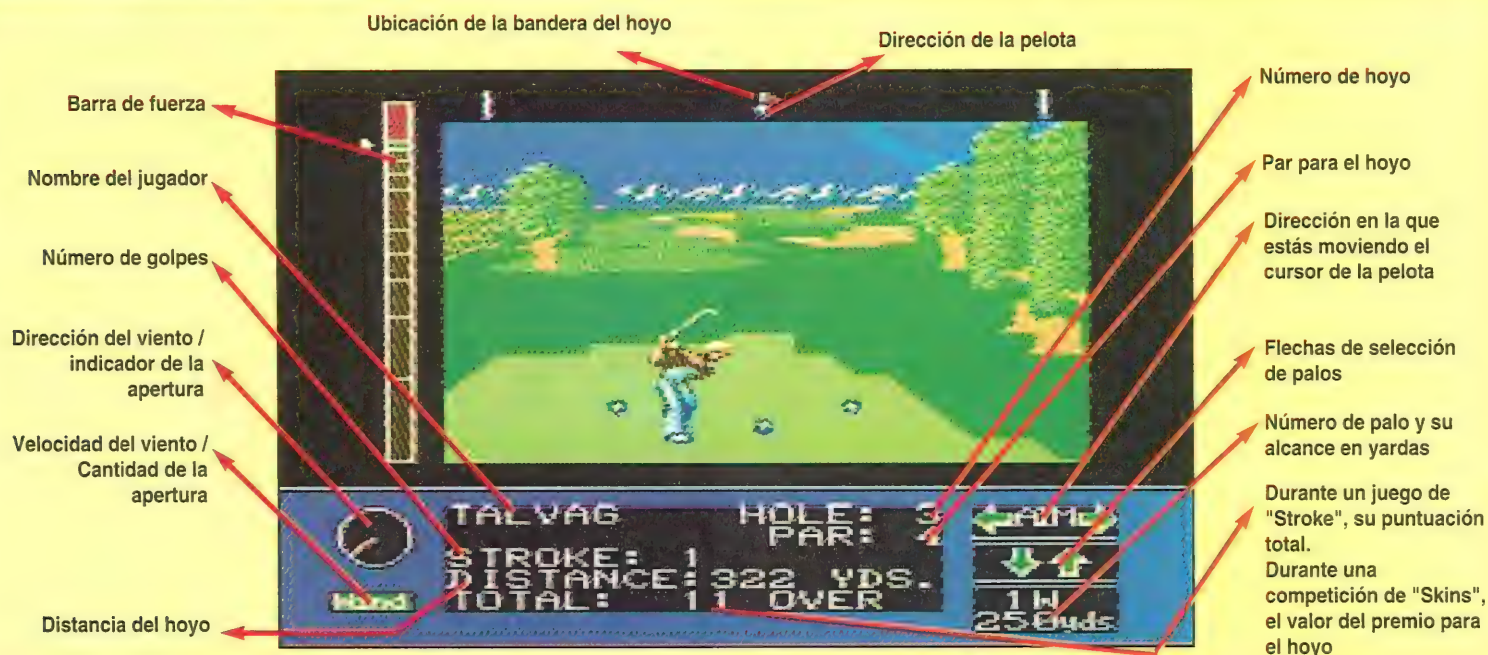 Ubicación de la bandera del hoyo
Dirección de la pelota
Barra de fuerza
Nombre del jugador
Número de golpes
Dirección del viento /
indicador de la
apertura
Velocidad del viento /
Cantidad de la
apertura
Distancia del hoyo
TALVAG
HOLE: 3
PAR: 4
STROKE: 1
DISTANCE: 322 YDS.
TOTAL: 11 OVER
Wind
AIM
1W
250yds
Número de hoyo
Par para el hoyo
Dirección en la que
estás moviendo el
cursor de la pelota
Flechas de selección
de palos
Número de palo y su
alcance en yardas
Durante un juego de
"Stroke", su puntuación
total.
Durante una
competición de "Skins",
el valor del premio para
el hoyo